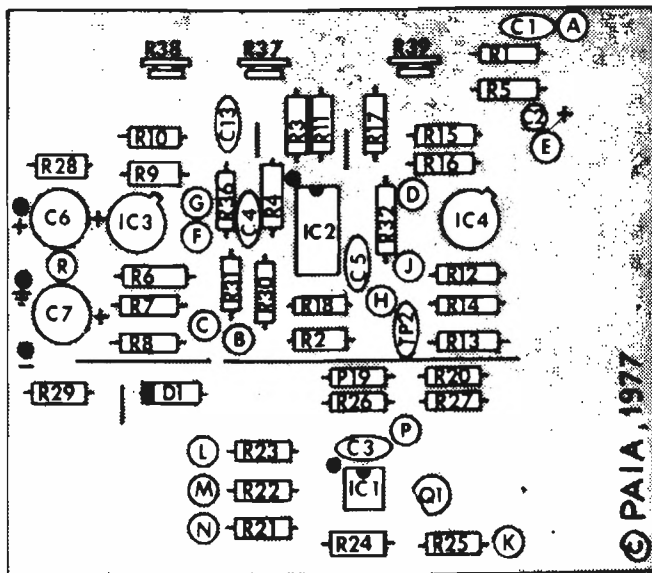 C1 A
R38 R37 R39 R1
R5
C13 R3 R11 R17 C2
R10 R15 E
R28 R9 R16
G R36 C4 R4 R32 D
C6 IC3 IC2 IC4
F
R C5 J
R6 R31 R30 R12
R7 R18 H R14
C7 C B
R8 R2 TP2 R13
P19 R20
R29 D1 R26 R27
P
L R23 C3
M R22 IC1 Q1
N R21
R24 R25 K
© PAIA, 1977